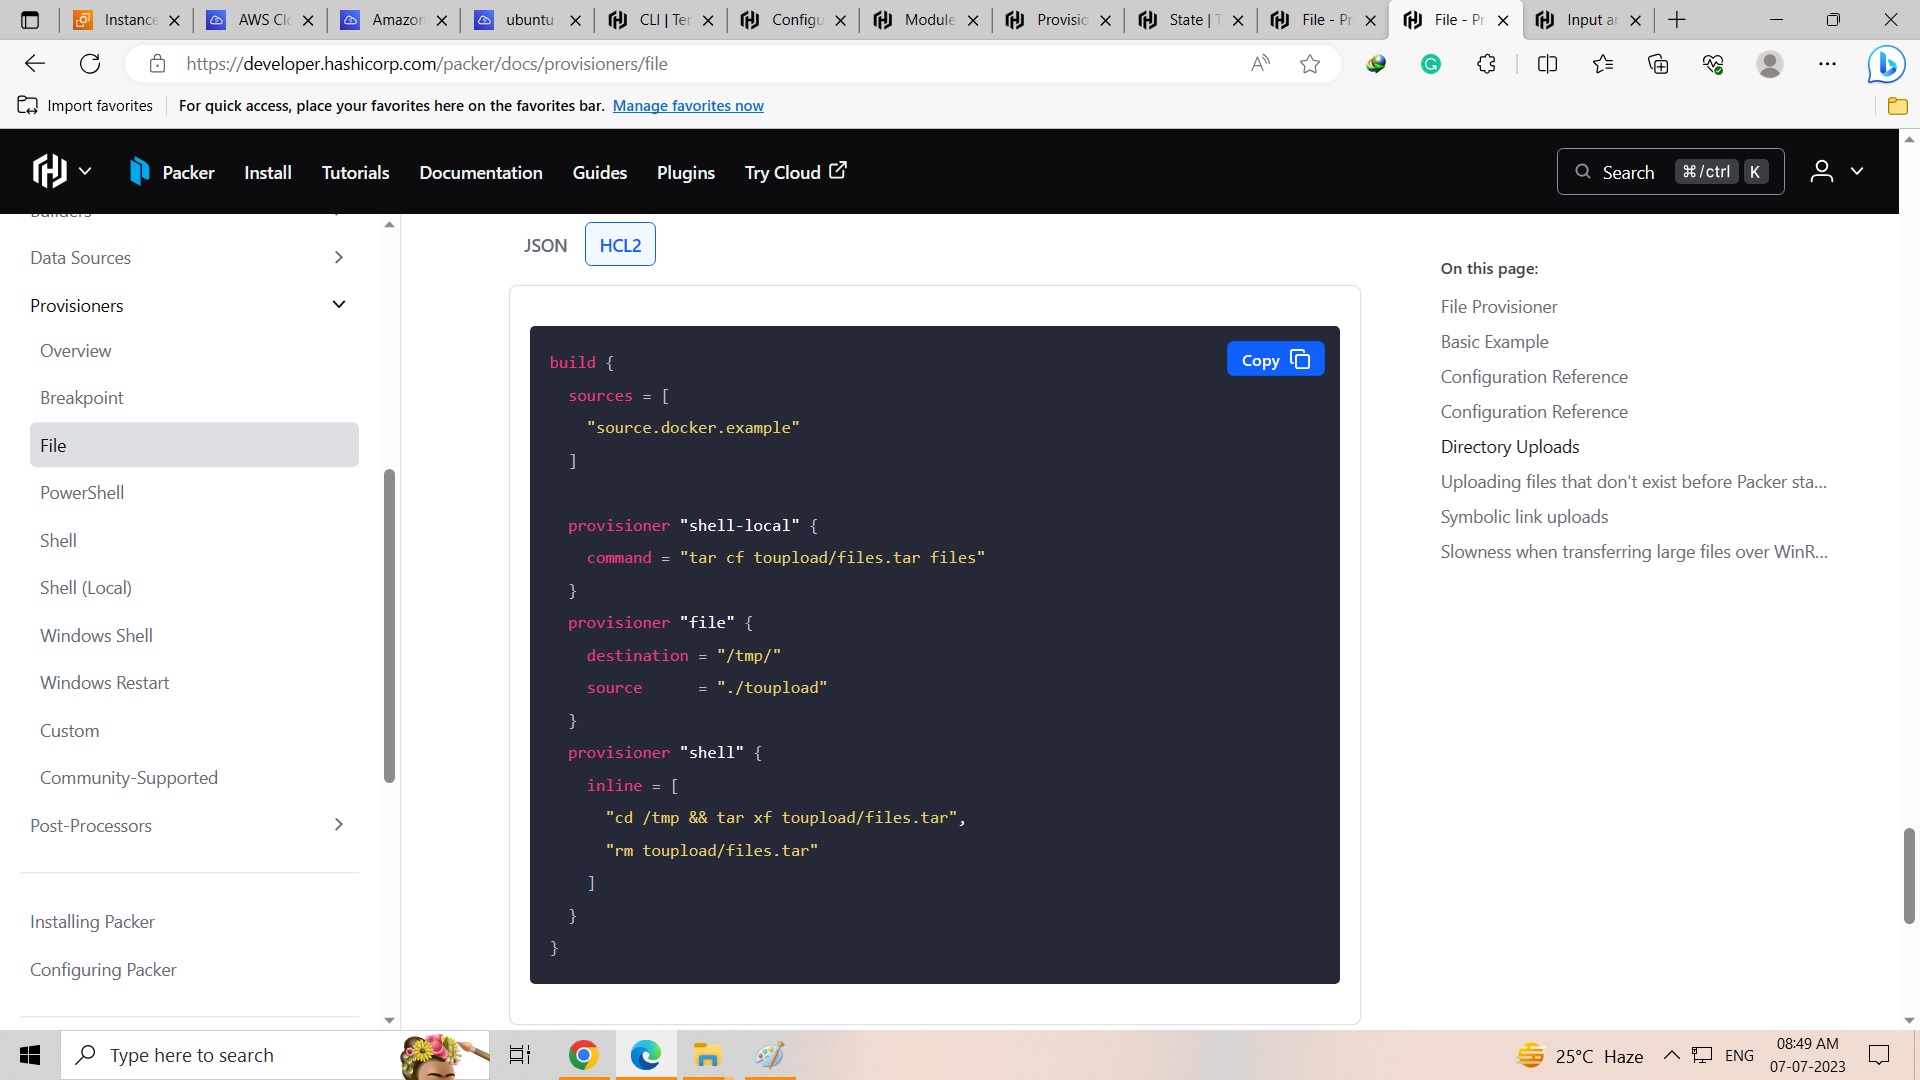 Instance
AWS Clo
Amazon
ubuntu
CLI | Ter
Configu
Module
Provisio
State | T
File - Pr
File - Pr
Input an
https://developer.hashicorp.com/packer/docs/provisioners/file
Import favorites
For quick access, place your favorites here on the favorites bar. Manage favorites now
Packer
Install
Tutorials
Documentation
Guides
Plugins
Try Cloud
Search
⌘/ctrl
K
Builders
Data Sources
Provisioners
Overview
Breakpoint
File
PowerShell
Shell
Shell (Local)
Windows Shell
Windows Restart
Custom
Community-Supported
Post-Processors
Installing Packer
Configuring Packer
JSON
HCL2
Copy
build {
  sources = [
    "source.docker.example"
  ]

  provisioner "shell-local" {
    command = "tar cf toupload/files.tar files"
  }
  provisioner "file" {
    destination = "/tmp/"
    source      = "./toupload"
  }
  provisioner "shell" {
    inline = [
      "cd /tmp && tar xf toupload/files.tar",
      "rm toupload/files.tar"
    ]
  }
}
On this page:
File Provisioner
Basic Example
Configuration Reference
Configuration Reference
Directory Uploads
Uploading files that don't exist before Packer sta...
Symbolic link uploads
Slowness when transferring large files over WinR...
Type here to search
25°C Haze
ENG
08:49 AM
07-07-2023